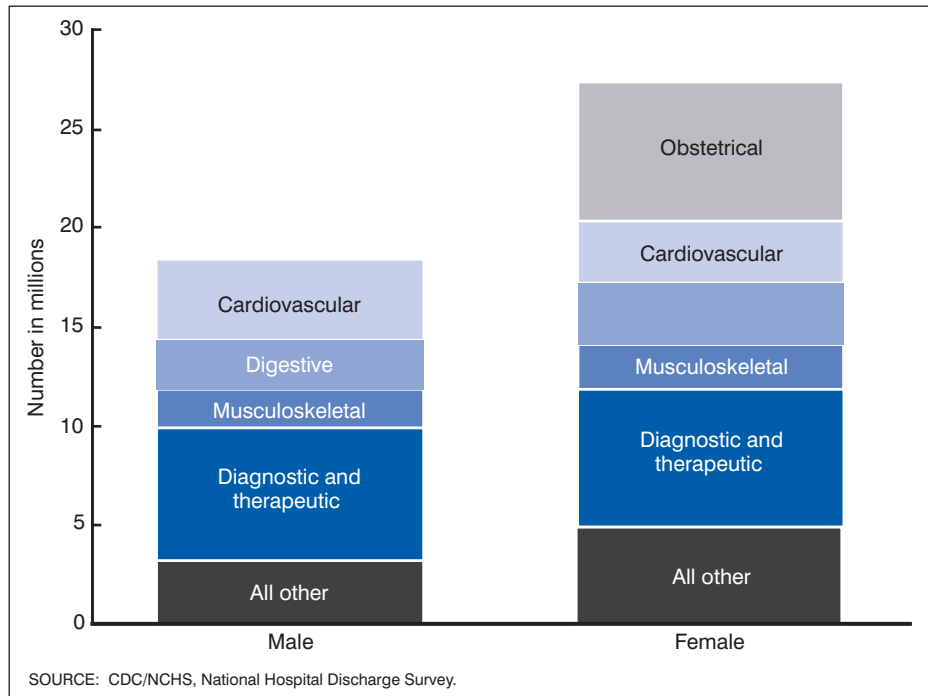 30
25
20
15
10
5
0
Number in millions
Cardiovascular
Digestive
Musculoskeletal
Diagnostic and
therapeutic
All other
Male
Obstetrical
Cardiovascular
Musculoskeletal
Diagnostic and
therapeutic
All other
Female
SOURCE: CDC/NCHS, National Hospital Discharge Survey.